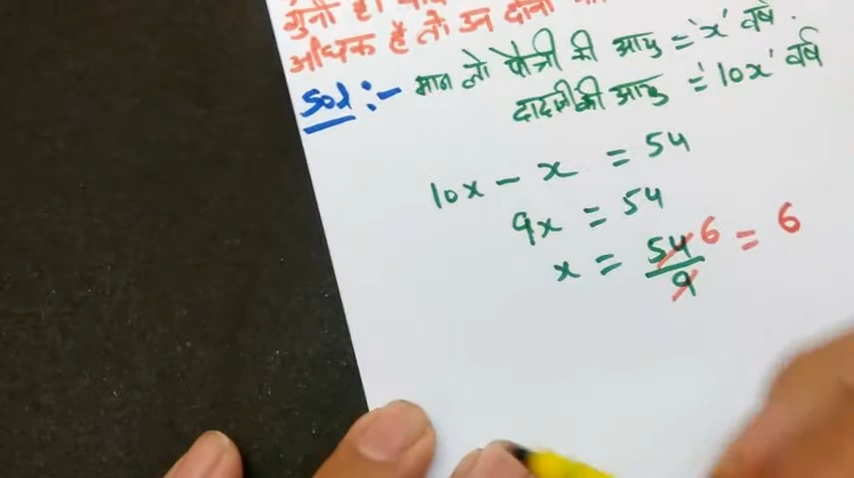 गुनी है।
अधिक है तो उन दोनों
Sol :- मान लो पौत्री की आयु = 'x' वर्ष .
दादी की आयु = '10x' वर्ष
10x - x = 54
9x = 54
x = 54/9 6 = 6